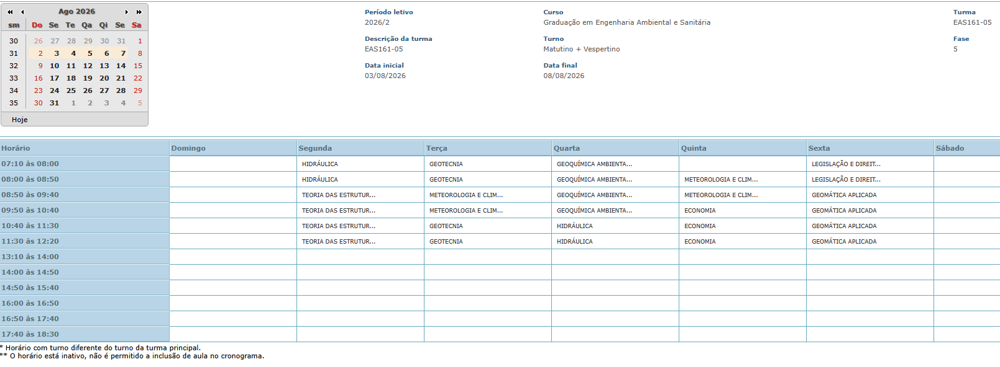 Ago 2026
sm Do Se Te Qa Qi Se Sa
30 26 27 28 29 30 31 1
31 2 3 4 5 6 7 8
32 9 10 11 12 13 14 15
33 16 17 18 19 20 21 22
34 23 24 25 26 27 28 29
35 30 31 1 2 3 4 5
Hoje
Período letivo Curso Turma
2026/2 Graduação em Engenharia Ambiental e Sanitária EAS161-05
Descrição da turma Turno Fase
EAS161-05 Matutino + Vespertino 5
Data inicial Data final
03/08/2026 08/08/2026
Horário Domingo Segunda Terça Quarta Quinta Sexta Sábado
07:10 às 08:00 HIDRÁULICA GEOTECNIA GEOQUÍMICA AMBIENTA... LEGISLAÇÃO E DIREIT...
08:00 às 08:50 HIDRÁULICA GEOTECNIA GEOQUÍMICA AMBIENTA... METEOROLOGIA E CLIM... LEGISLAÇÃO E DIREIT...
08:50 às 09:40 TEORIA DAS ESTRUTUR... METEOROLOGIA E CLIM... GEOQUÍMICA AMBIENTA... METEOROLOGIA E CLIM... GEOMÁTICA APLICADA
09:50 às 10:40 TEORIA DAS ESTRUTUR... METEOROLOGIA E CLIM... GEOQUÍMICA AMBIENTA... ECONOMIA GEOMÁTICA APLICADA
10:40 às 11:30 TEORIA DAS ESTRUTUR... GEOTECNIA HIDRÁULICA ECONOMIA GEOMÁTICA APLICADA
11:30 às 12:20 TEORIA DAS ESTRUTUR... GEOTECNIA HIDRÁULICA ECONOMIA GEOMÁTICA APLICADA
13:10 às 14:00
14:00 às 14:50
14:50 às 15:40
16:00 às 16:50
16:50 às 17:40
17:40 às 18:30
* Horário com turno diferente do turno da turma principal.
** O horário está inativo, não é permitido a inclusão de aula no cronograma.